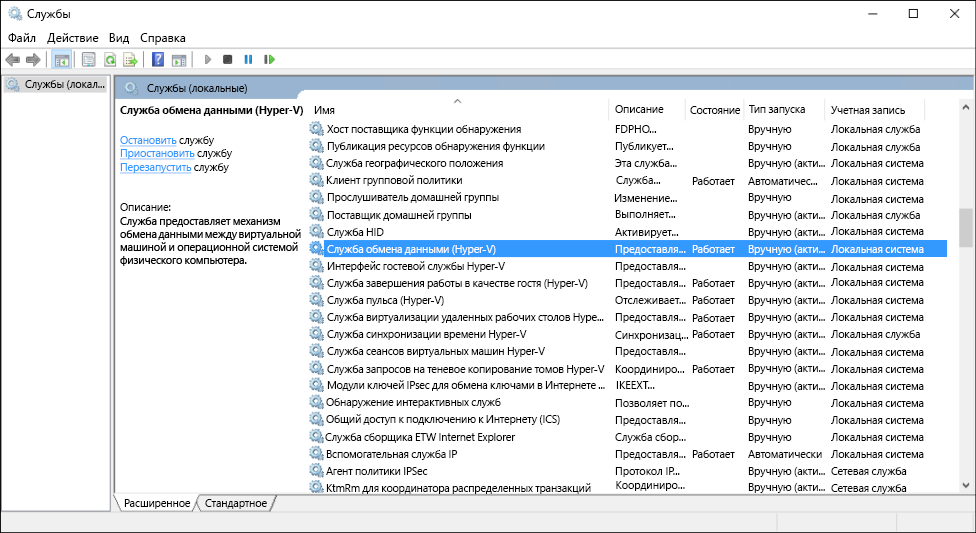 Службы
Файл Действие Вид Справка
Службы (локал...
Службы (локальные)
Служба обмена данными (Hyper-V)
Остановить службу
Приостановить службу
Перезапустить службу
Описание:
Служба предоставляет механизм
обмена данными между виртуальной
машиной и операционной системой
физического компьютера.
Имя Описание Состояние Тип запуска Учетная запись
Хост поставщика функции обнаружения FDPHO... Вручную Локальная служба
Публикация ресурсов обнаружения функции Публикует... Вручную Локальная служба
Служба географического положения Эта служба... Вручную (акти... Локальная система
Клиент групповой политики Служба... Работает Автоматичес... Локальная система
Прослушиватель домашней группы Изменение... Вручную Локальная система
Поставщик домашней группы Выполняет... Вручную (акти... Локальная служба
Служба HID Активирует... Вручную (акти... Локальная система
Служба обмена данными (Hyper-V) Предоставля... Работает Вручную (акти... Локальная система
Интерфейс гостевой службы Hyper-V Предоставля... Вручную (акти... Локальная система
Служба завершения работы в качестве гостя (Hyper-V) Предоставля... Работает Вручную (акти... Локальная система
Служба пульса (Hyper-V) Отслеживает... Работает Вручную (акти... Локальная система
Служба виртуализации удаленных рабочих столов Hype... Предоставля... Работает Вручную (акти... Локальная система
Служба синхронизации времени Hyper-V Синхронизац... Работает Вручную (акти... Локальная служба
Служба сеансов виртуальных машин Hyper-V Предоставля... Вручную (акти... Локальная система
Служба запросов на теневое копирование томов Hyper-V Координиро... Работает Вручную (акти... Локальная система
Модули ключей IPsec для обмена ключами в Интернете ... IKEEXT... Вручную (акти... Локальная система
Обнаружение интерактивных служб Позволяет по... Вручную Локальная система
Общий доступ к подключению к Интернету (ICS) Предоставля... Вручную (акти... Локальная система
Служба сборщика ETW Internet Explorer Служба сбор... Вручную Локальная система
Вспомогательная служба IP Предоставля... Работает Автоматически Локальная система
Агент политики IPSec Протокол IP... Вручную (акти... Сетевая служба
KtmRm для координатора распределенных транзакций Координиро... Вручную (акти... Сетевая служба
Расширенное Стандартное